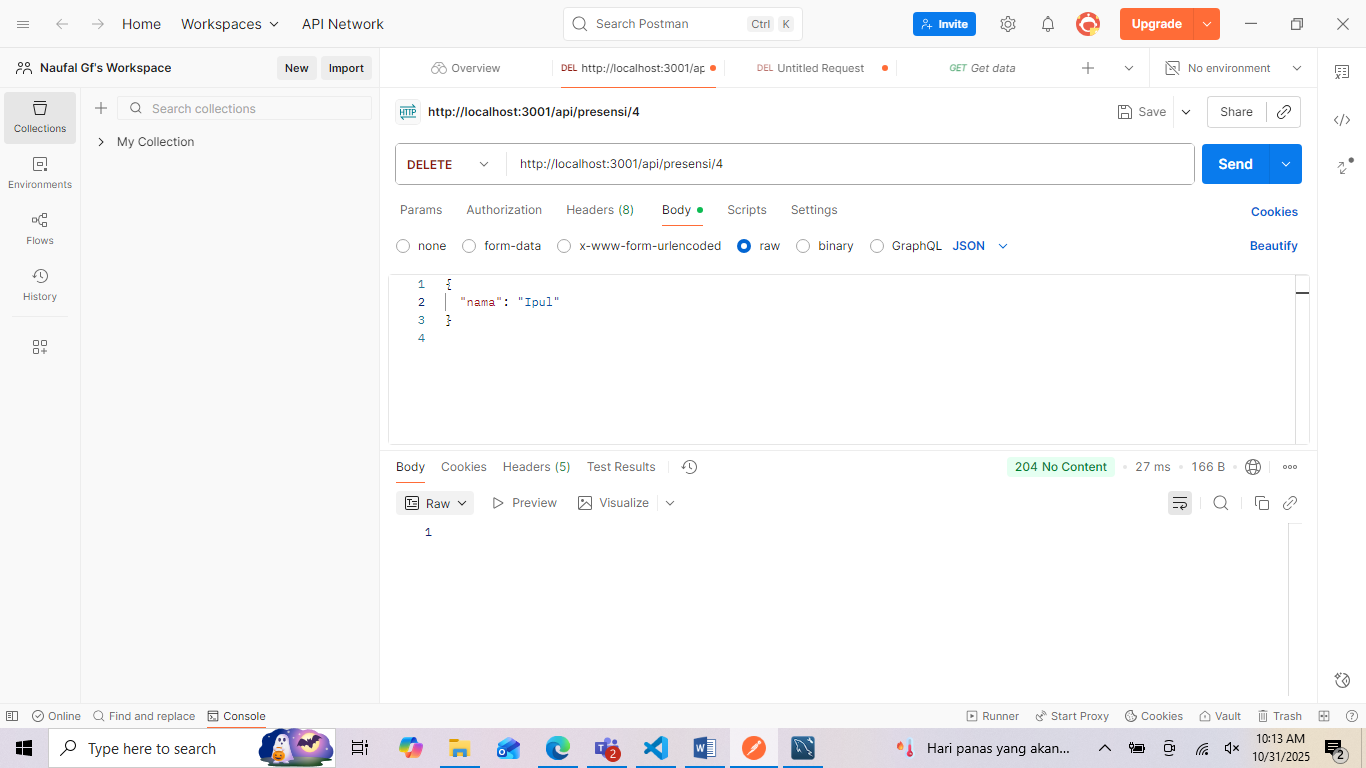 Home Workspaces API Network Search Postman Ctrl K Invite Upgrade
Naufal Gf's Workspace New Import Overview DEL http://localhost:3001/ap DEL Untitled Request GET Get data No environment
Collections
Environments
Flows
History
Search collections
My Collection
HTTP http://localhost:3001/api/presensi/4 Save Share
DELETE http://localhost:3001/api/presensi/4 Send
Params Authorization Headers (8) Body Scripts Settings Cookies
none form-data x-www-form-urlencoded raw binary GraphQL JSON Beautify
1 {
2 "nama": "Ipul"
3 }
4
Body Cookies Headers (5) Test Results 204 No Content • 27 ms • 166 B
Raw Preview Visualize
1
Online Find and replace Console Runner Start Proxy Cookies Vault Trash
Type here to search 2 Hari panas yang akan... 10:13 AM
10/31/2025 2